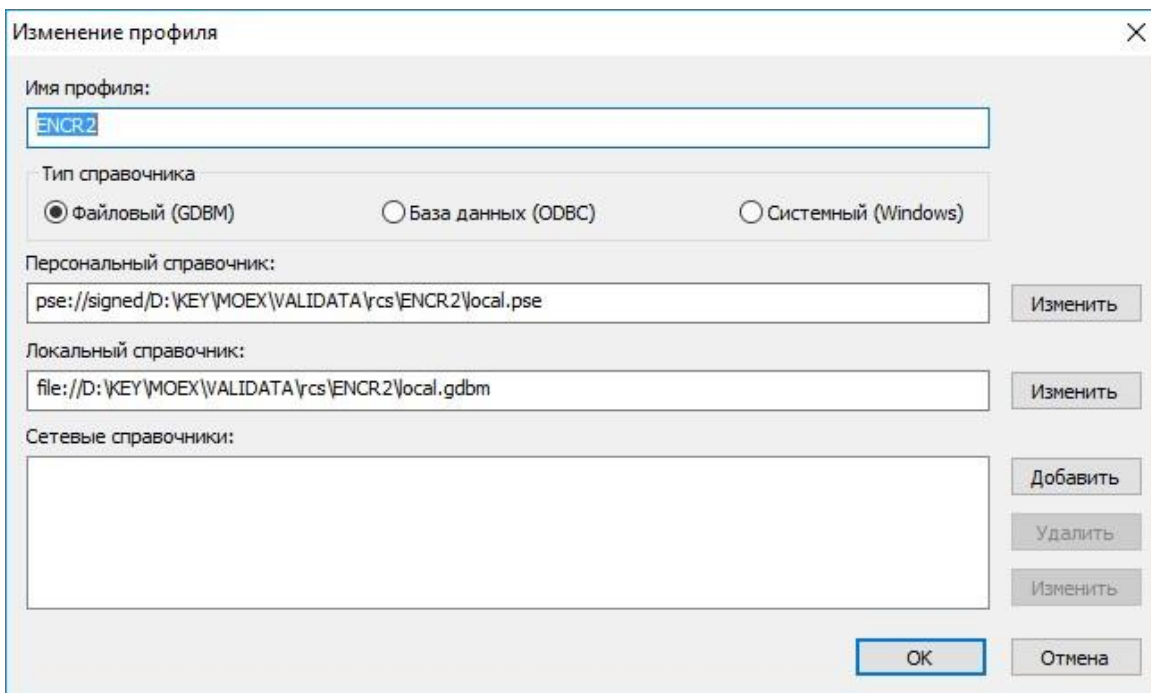 Изменение профиля
Имя профиля:
ENCR2
Тип справочника
Файловый (GDBM) База данных (ODBC) Системный (Windows)
Персональный справочник:
pse://signed/D:\KEY\MOEX\VALIDATA\rcs\ENCR2\local.pse Изменить
Локальный справочник:
file://D:\KEY\MOEX\VALIDATA\rcs\ENCR2\local.gdbm Изменить
Сетевые справочники:
Добавить
Удалить
Изменить
OK Отмена